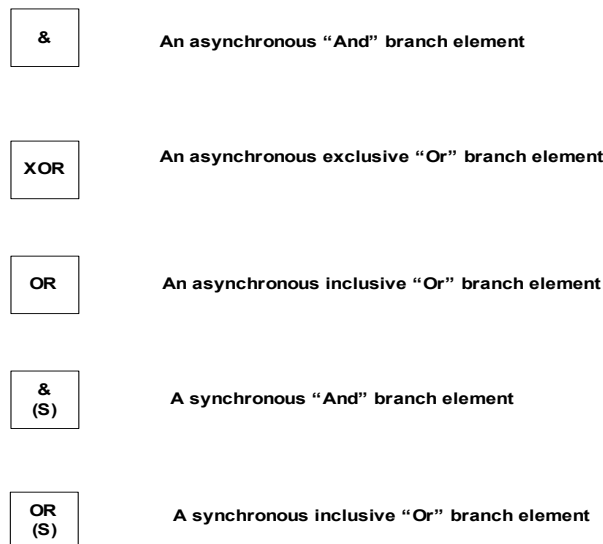 & An asynchronous “And” branch element
XOR An asynchronous exclusive “Or” branch element
OR An asynchronous inclusive “Or” branch element
&
(S) A synchronous “And” branch element
OR
(S) A synchronous inclusive “Or” branch element